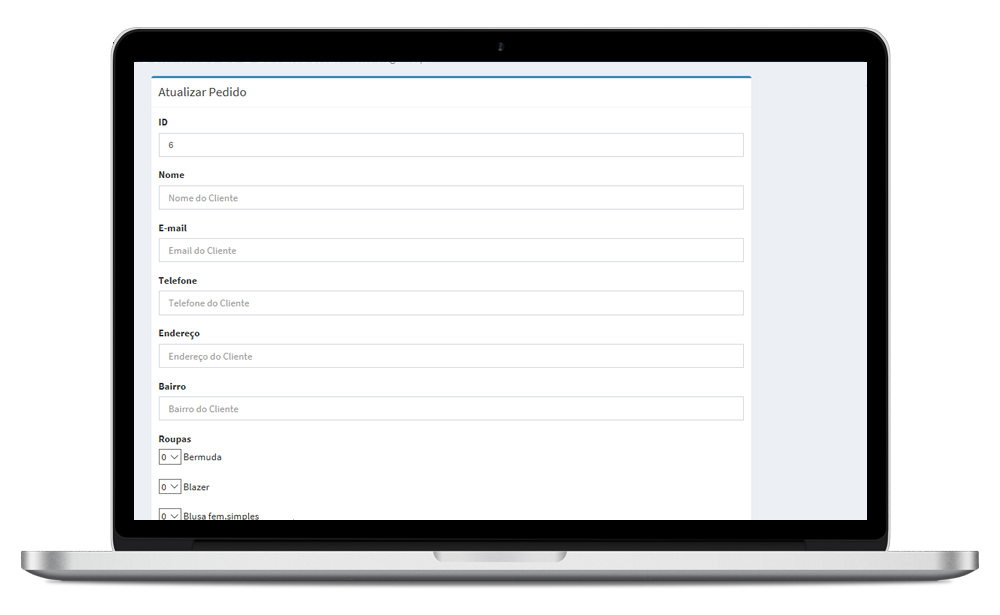 Atualizar Pedido
ID
6
Nome
Nome do Cliente
E-mail
Email do Cliente
Telefone
Telefone do Cliente
Endereço
Endereço do Cliente
Bairro
Bairro do Cliente
Roupas
0 Bermuda
0 Blazer
0 Blusa fem.simples